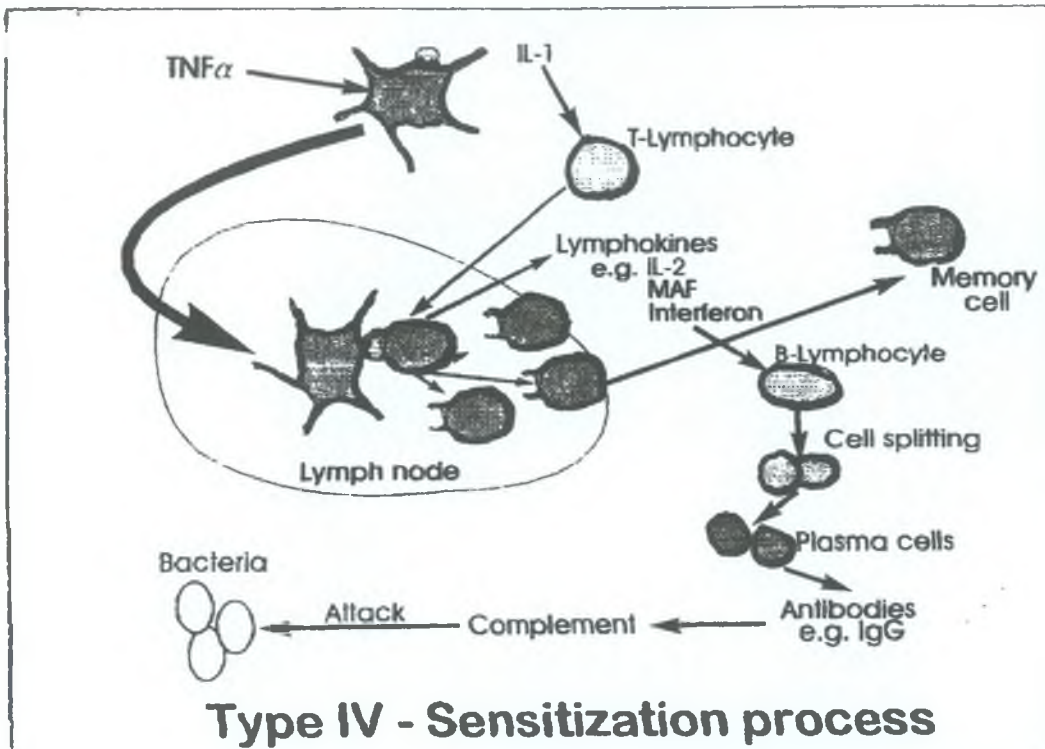 TNFα
IL-1
T-Lymphocyte
Lymphokines
e.g. IL-2
MAF
Interferon
Memory
cell
B-Lymphocyte
Cell splitting
Lymph node
Plasma cells
Bacteria
Attack
Complement
Antibodies
e.g. IgG
Type IV - Sensitization process